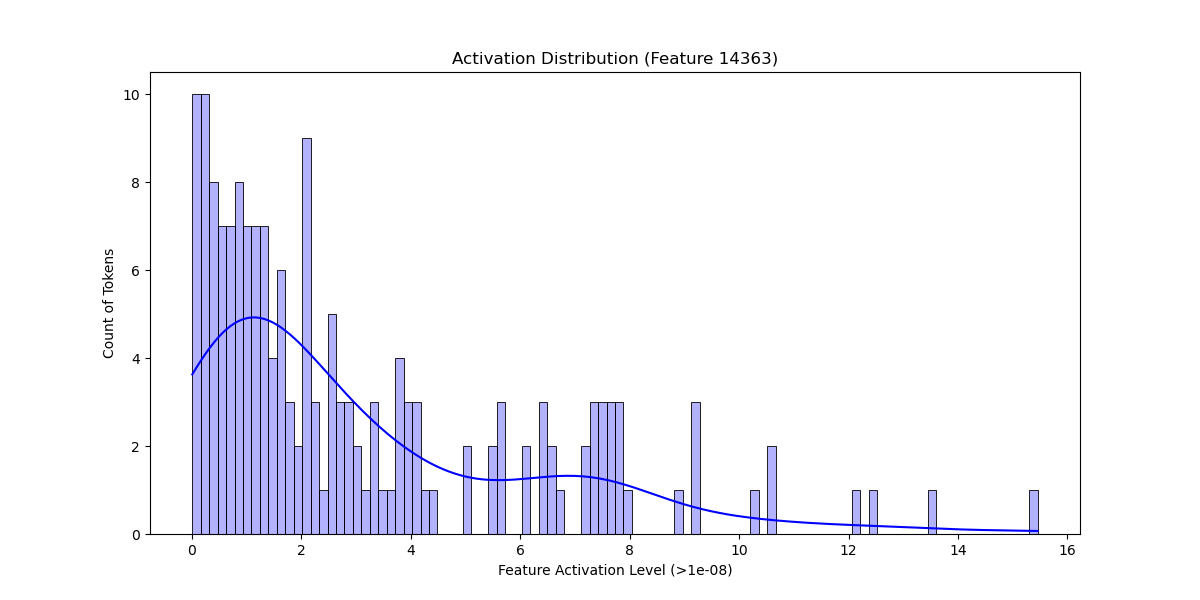 Activation Distribution (Feature 14363)
10
8
6
4
2
0
Count of Tokens
0 2 4 6 8 10 12 14 16
Feature Activation Level (>1e-08)